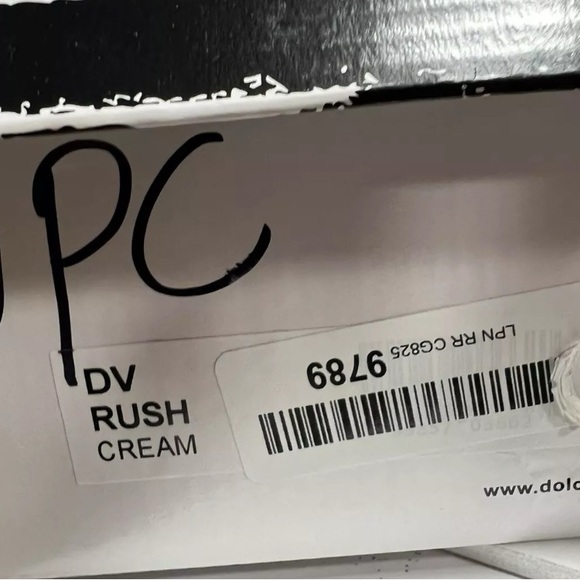 PC
DV
RUSH
CREAM
LPN RR CG825
9789
www.dolc